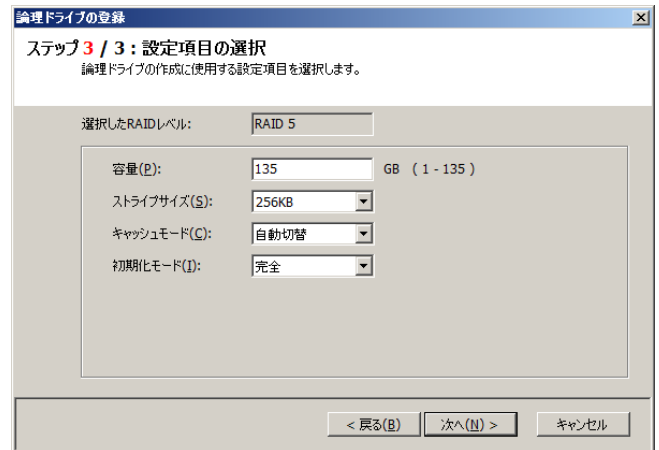 論理ドライブの登録
ステップ 3 / 3 : 設定項目の選択
論理ドライブの作成に使用する設定項目を選択します。
選択したRAIDレベル: RAID 5
容量(P): 135 GB ( 1 - 135 )
ストライプサイズ(S): 256KB
キャッシュモード(C): 自動切替
初期化モード(I): 完全
< 戻る(B) 次へ(N) > キャンセル